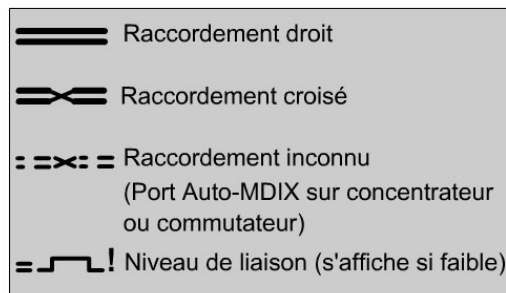 Raccordement droit
Raccordement croisé
Raccordement inconnu
(Port Auto-MDIX sur concentrateur
ou commutateur)
! Niveau de liaison (s'affiche si faible)